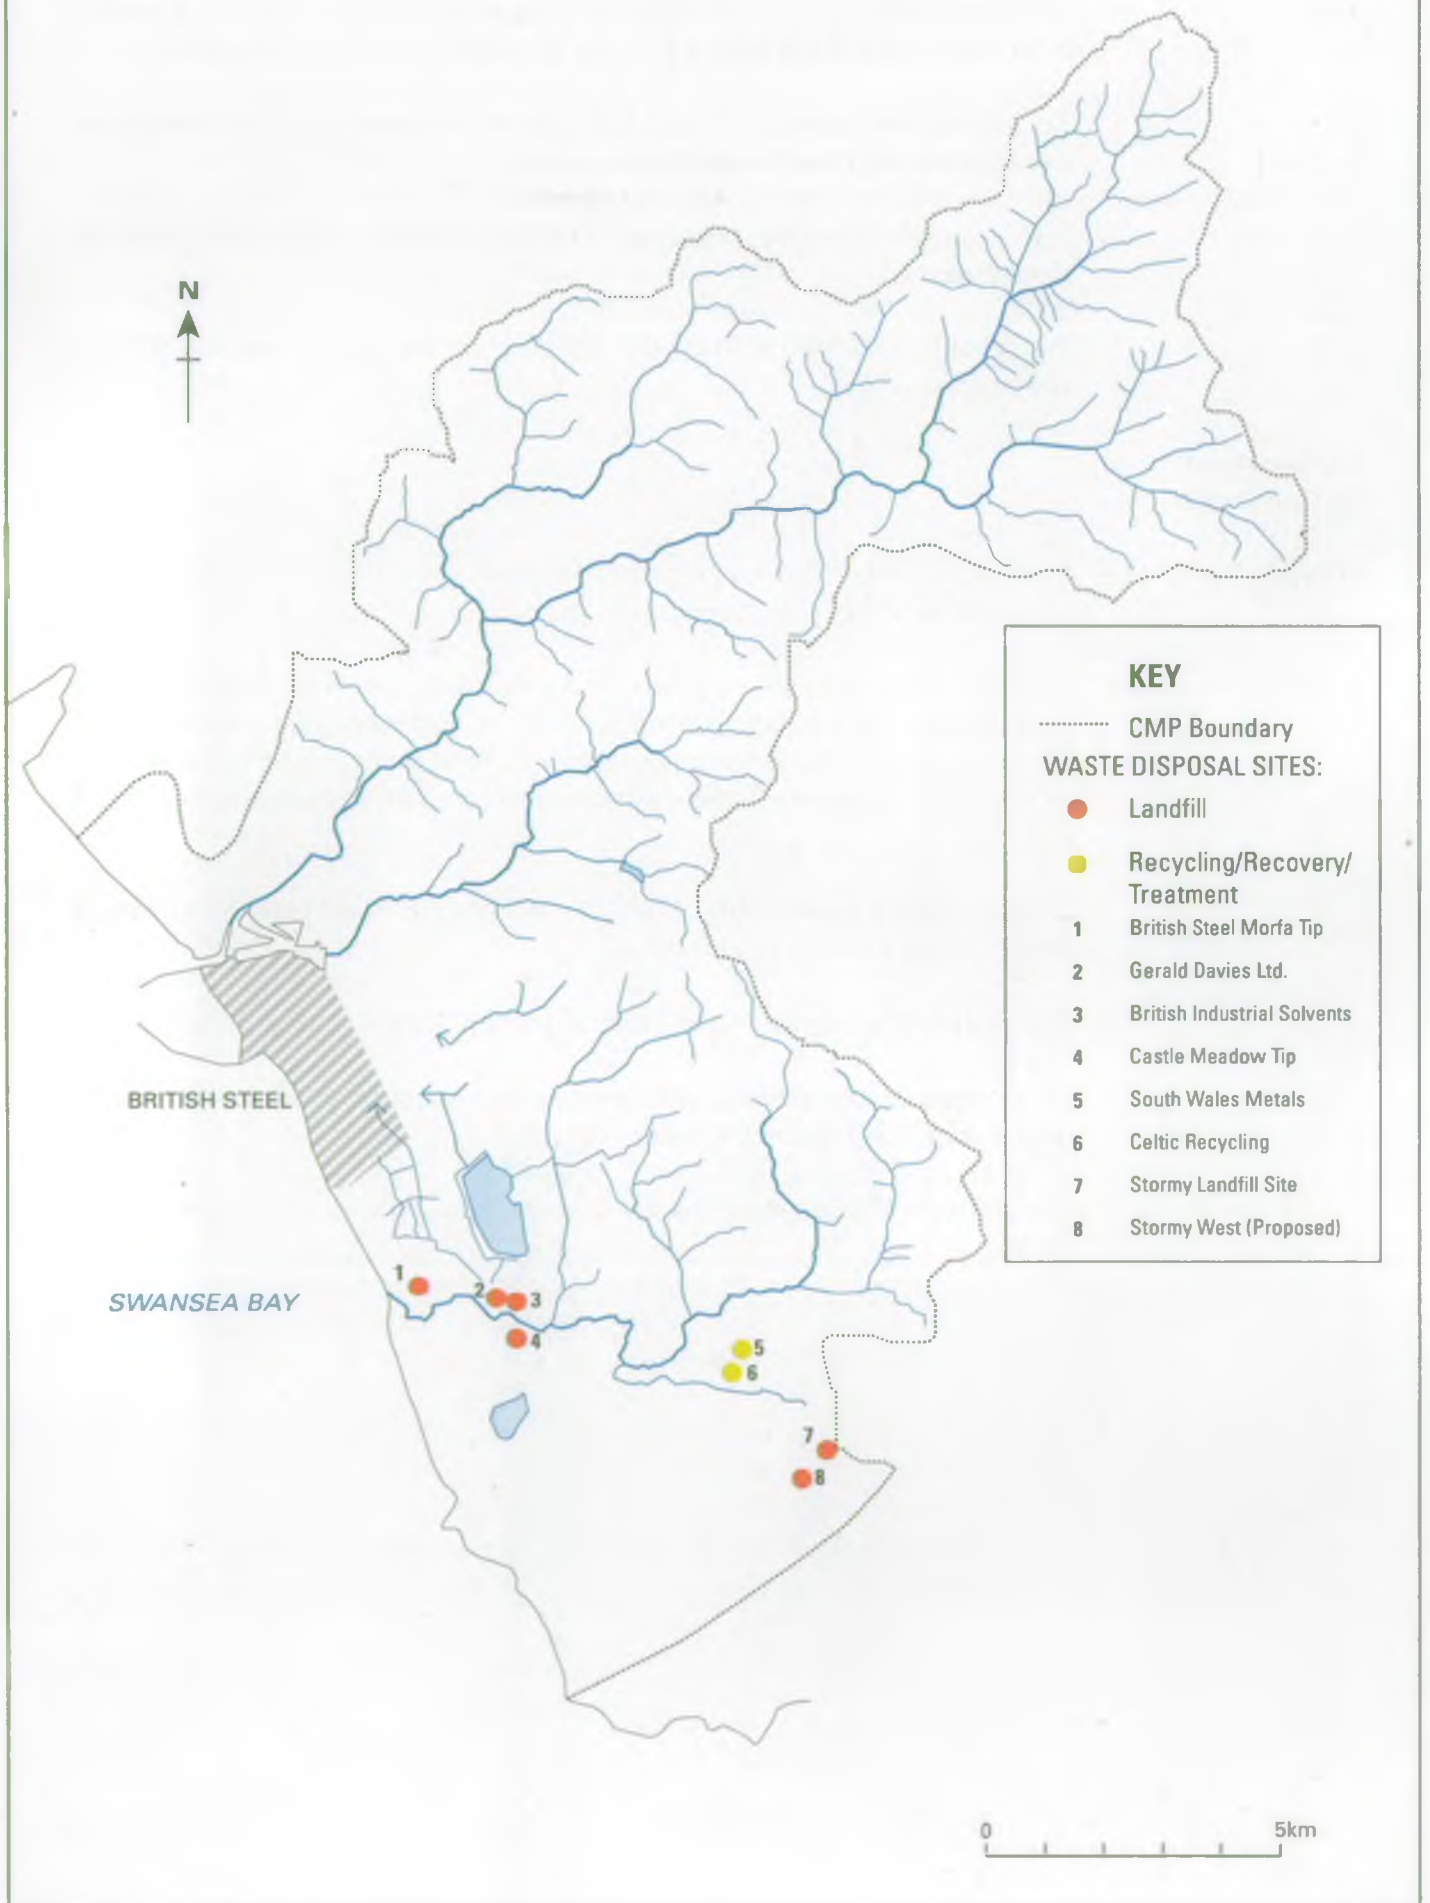 N
KEY
CMP Boundary
WASTE DISPOSAL SITES:
Landfill
Recycling/Recovery/
Treatment
1 British Steel Morfa Tip
2 Gerald Davies Ltd.
3 British Industrial Solvents
4 Castle Meadow Tip
5 South Wales Metals
6 Celtic Recycling
7 Stormy Landfill Site
8 Stormy West (Proposed)
BRITISH STEEL
SWANSEA BAY
1
2
3
4
5
6
7
8
0 5km